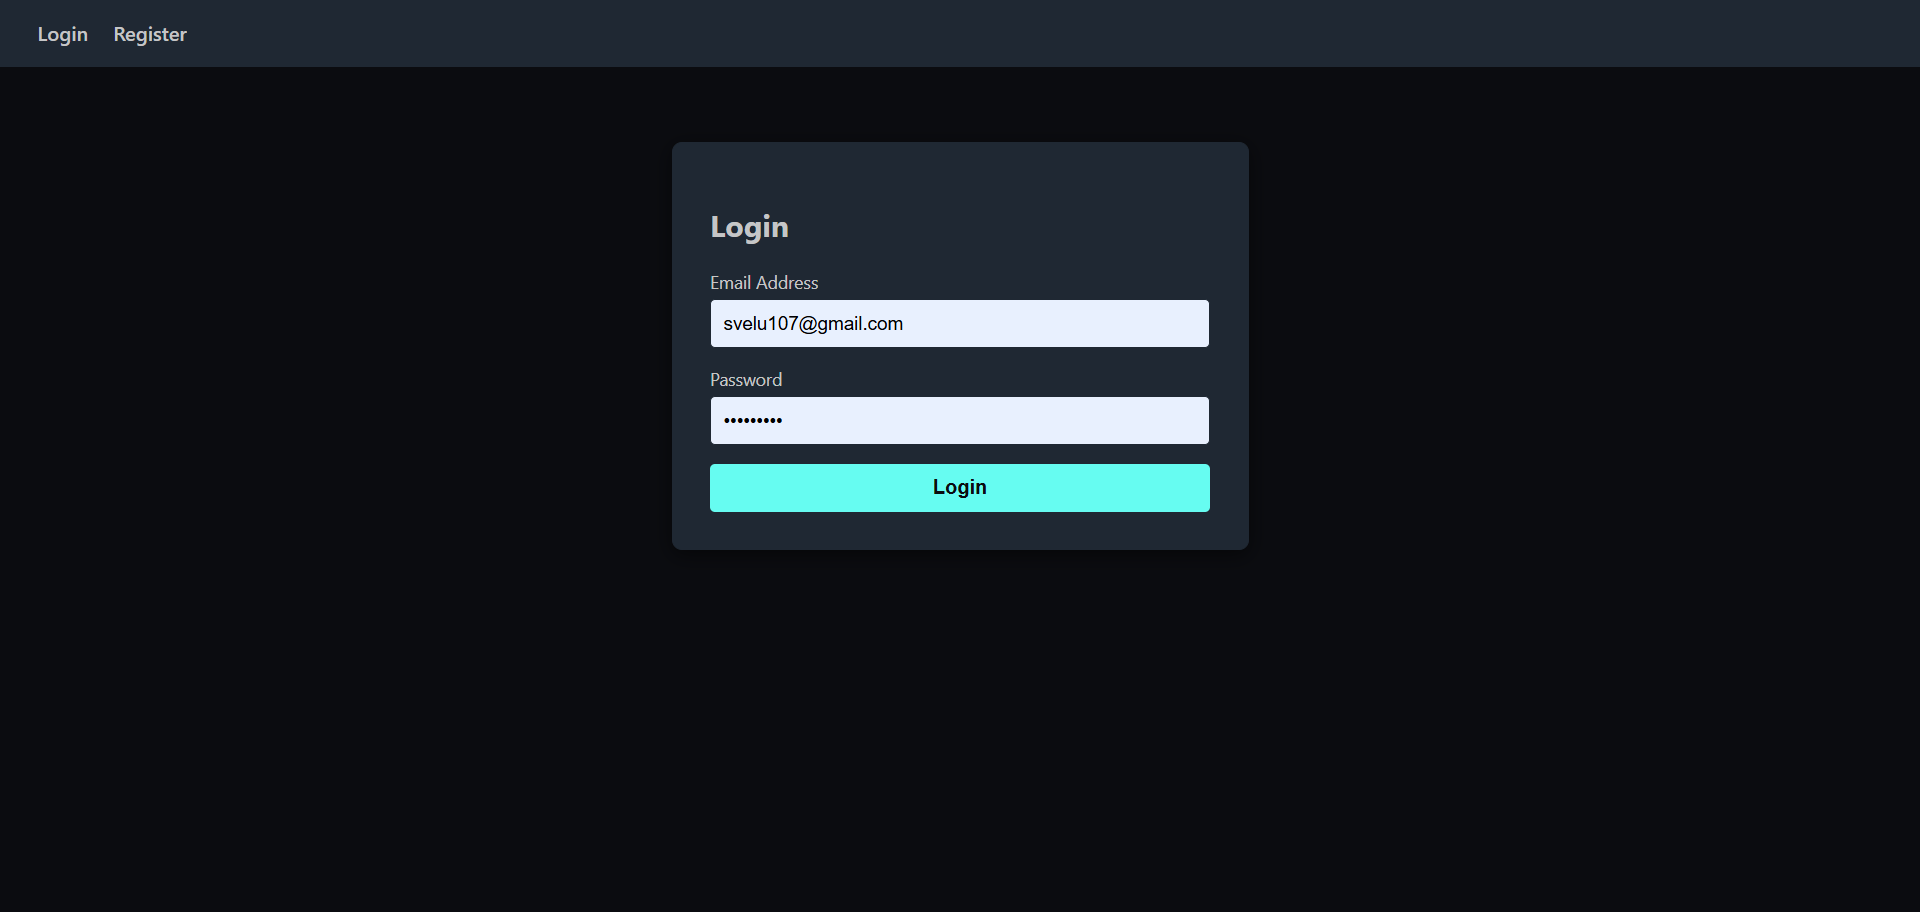 Login Register
Login
Email Address
svelu107@gmail.com
Password
•••••••••
Login